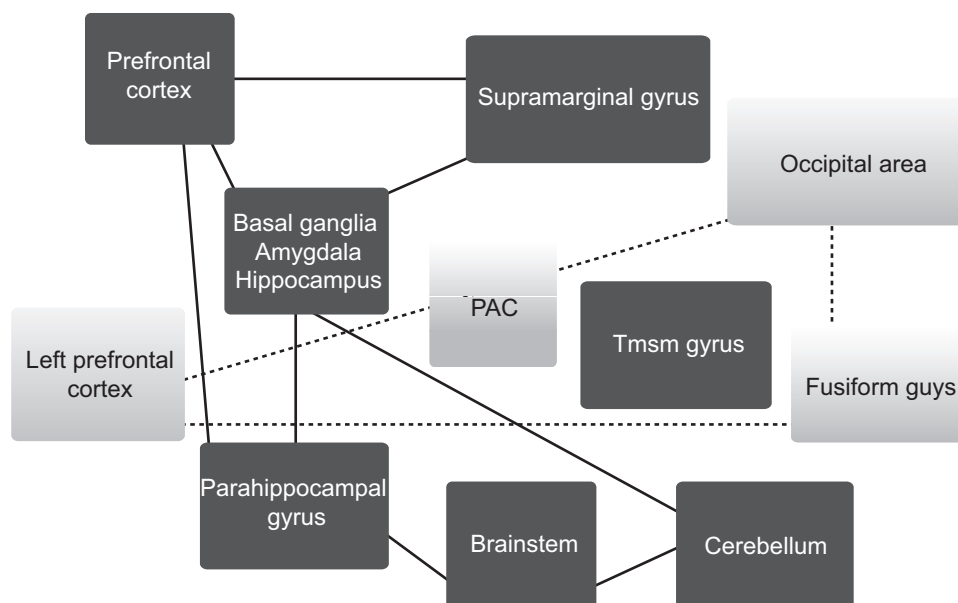 Prefrontal
cortex
Supramarginal gyrus
Occipital area
Basal ganglia
Amygdala
Hippocampus
PAC
Tmsm gyrus
Left prefrontal
cortex
Fusiform guys
Parahippocampal
gyrus
Brainstem
Cerebellum